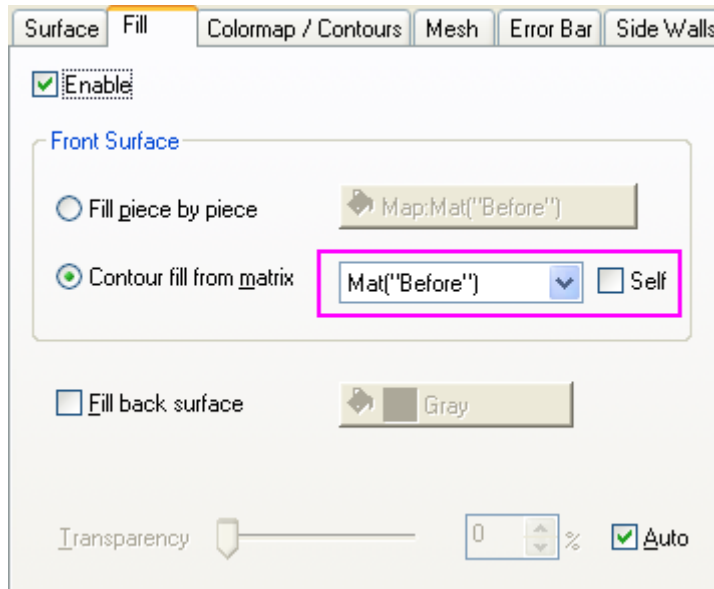 Surface Fill Colormap / Contours Mesh Error Bar Side Walls
Enable
Front Surface
Fill piece by piece Map:Mat("Before")
Contour fill from matrix Mat("Before") Self
Fill back surface Gray
Transparency 0 % Auto